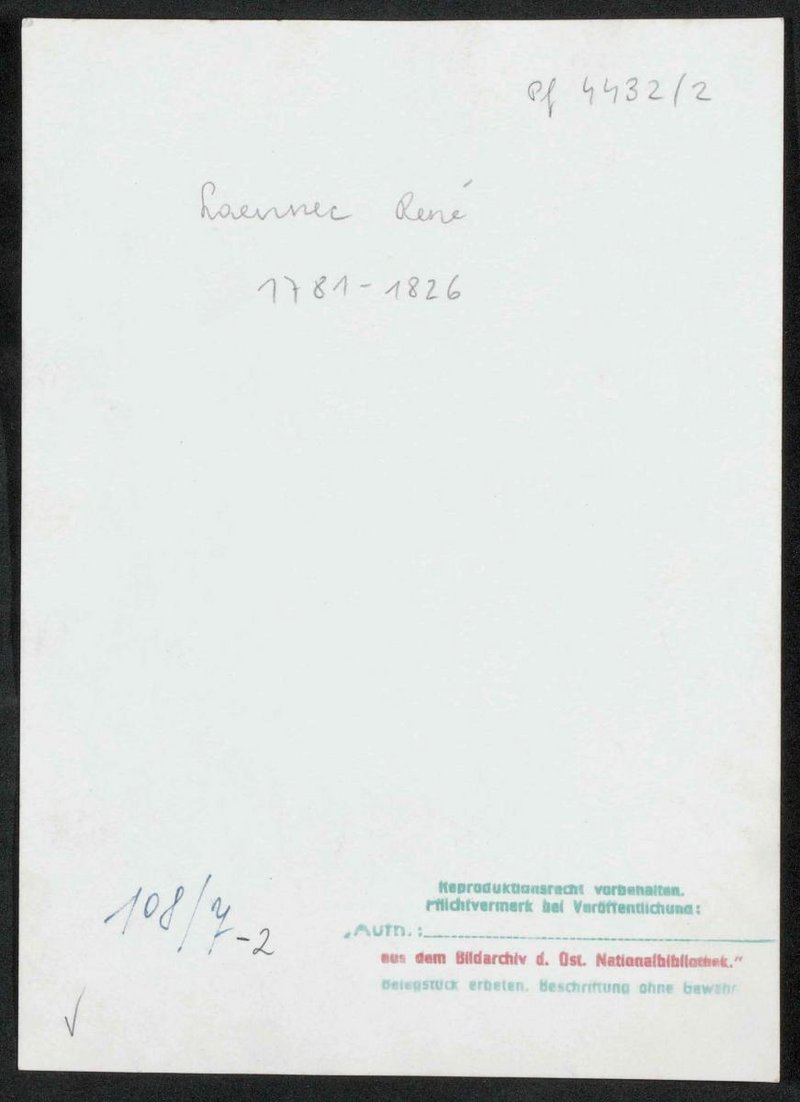 Pf 4432/2
Laennec René
1781-1826
108/7-2
Reproduktionsrecht vorbehalten.
Pflichtvermerk bei Veröffentlichung:
„Aufn.:
aus dem Bildarchiv d. Öst. Nationalbibliothek.“
Belegstück erbeten. Beschriftung ohne Gewähr